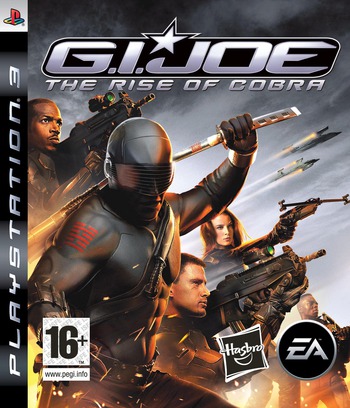 PLAYSTATION 3
G.I.JOE
THE RISE OF COBRA
16+
www.pegi.info
Hasbro
EA